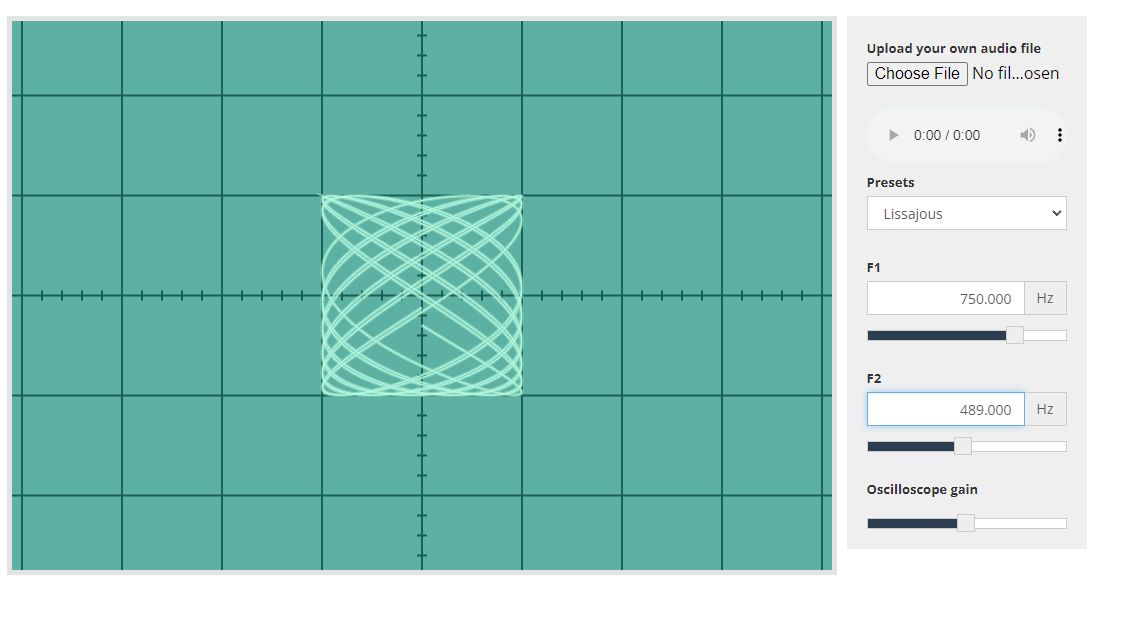 Upload your own audio file
Choose File No fil...osen
0:00 / 0:00
Presets
Lissajous
F1
750.000 Hz
F2
489.000 Hz
Oscilloscope gain